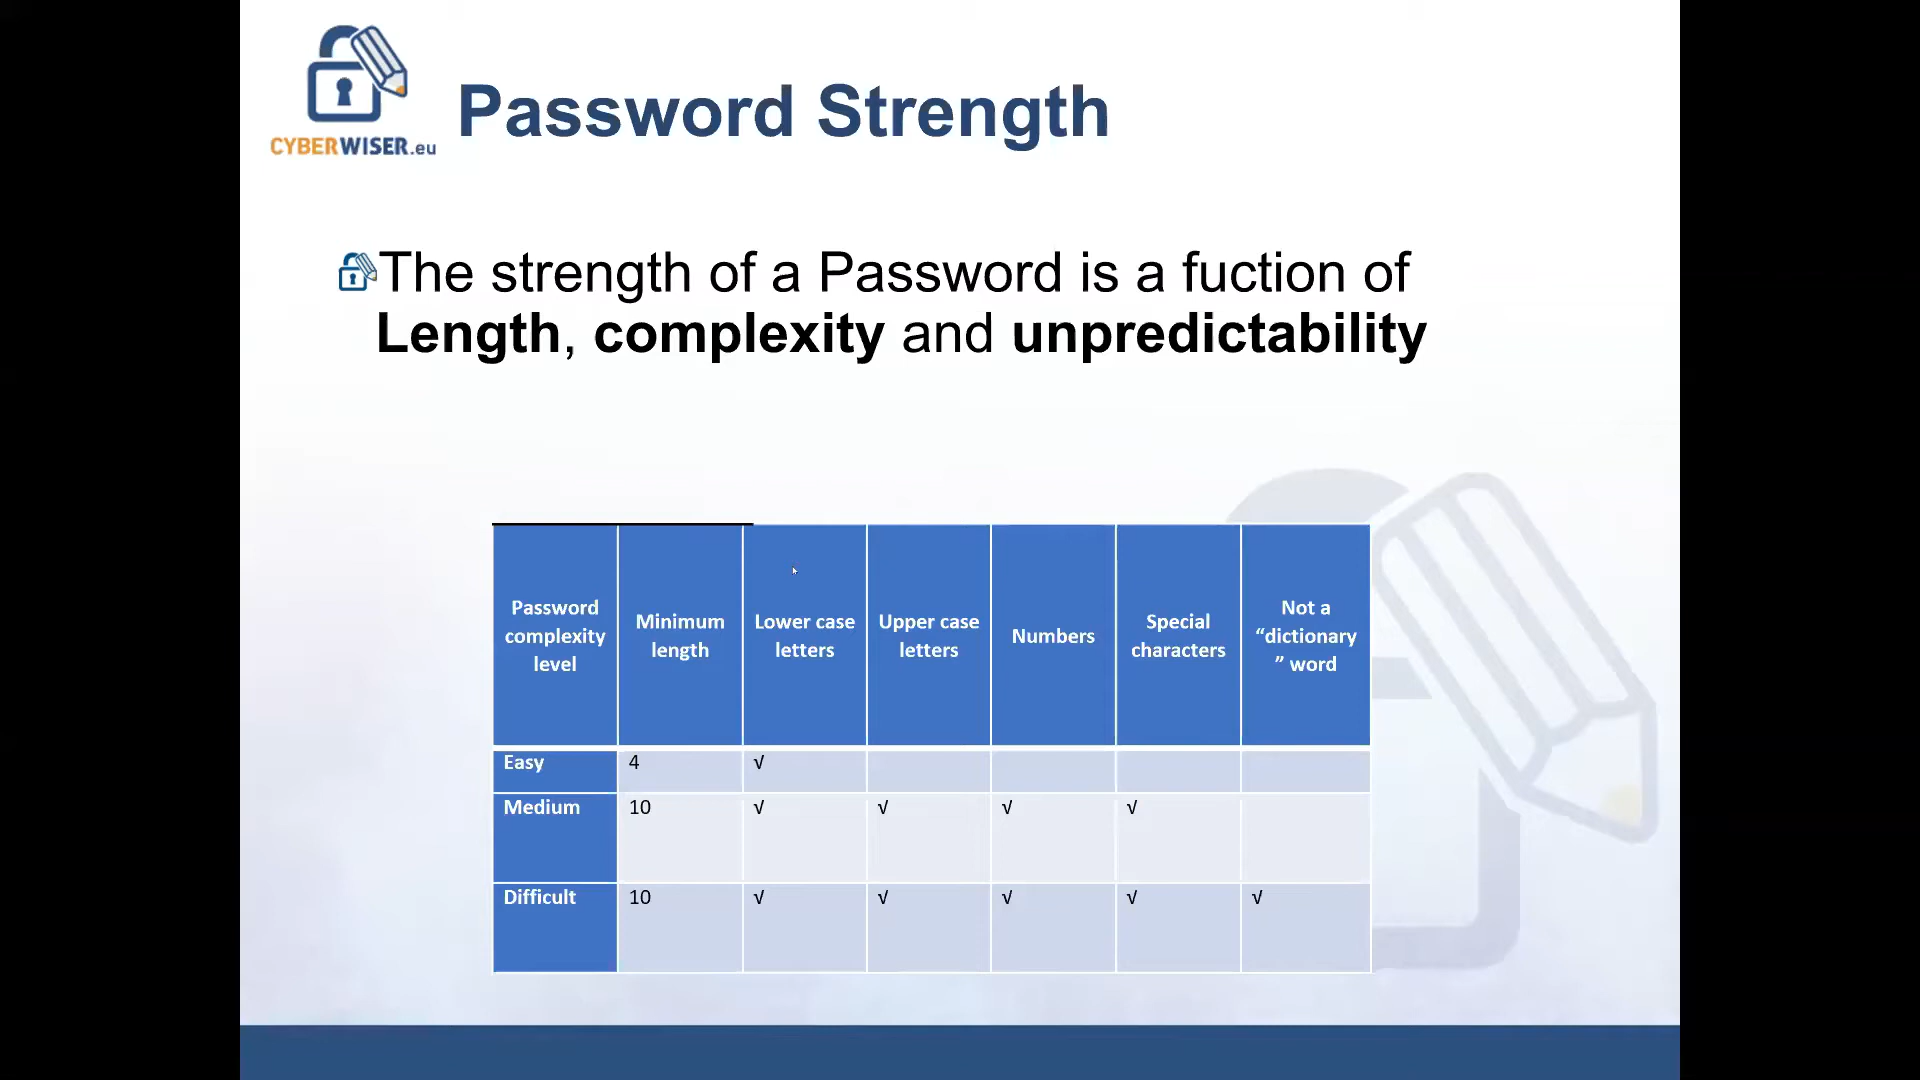 CYBERWISER.eu
Password Strength
The strength of a Password is a fuction of
Length, complexity and unpredictability
Password complexity level
Minimum length
Lower case letters
Upper case letters
Numbers
Special characters
Not a “dictionary ” word
Easy 4 √
Medium 10 √ √ √ √
Difficult 10 √ √ √ √ √